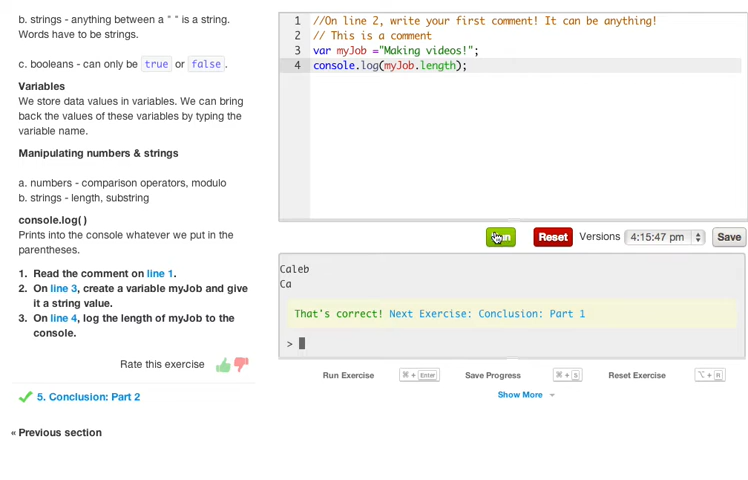 b. strings - anything between a " " is a string.
Words have to be strings.
c. booleans - can only be true or false.
Variables
We store data values in variables. We can bring
back the values of these variables by typing the
variable name.
Manipulating numbers & strings
a. numbers - comparison operators, modulo
b. strings - length, substring
console.log( )
Prints into the console whatever we put in the
parentheses.
1. Read the comment on line 1.
2. On line 3, create a variable myJob and give
it a string value.
3. On line 4, log the length of myJob to the
console.
Rate this exercise
5. Conclusion: Part 2
« Previous section
1 //On line 2, write your first comment! It can be anything!
2 // This is a comment
3 var myJob ="Making videos!";
4 console.log(myJob.length);
Reset Versions 4:15:47 pm Save
Caleb
Ca
That's correct! Next Exercise: Conclusion: Part 1
>
Run Exercise ⌘ + Enter Save Progress ⌘ + S Reset Exercise ⌥ + R
Show More